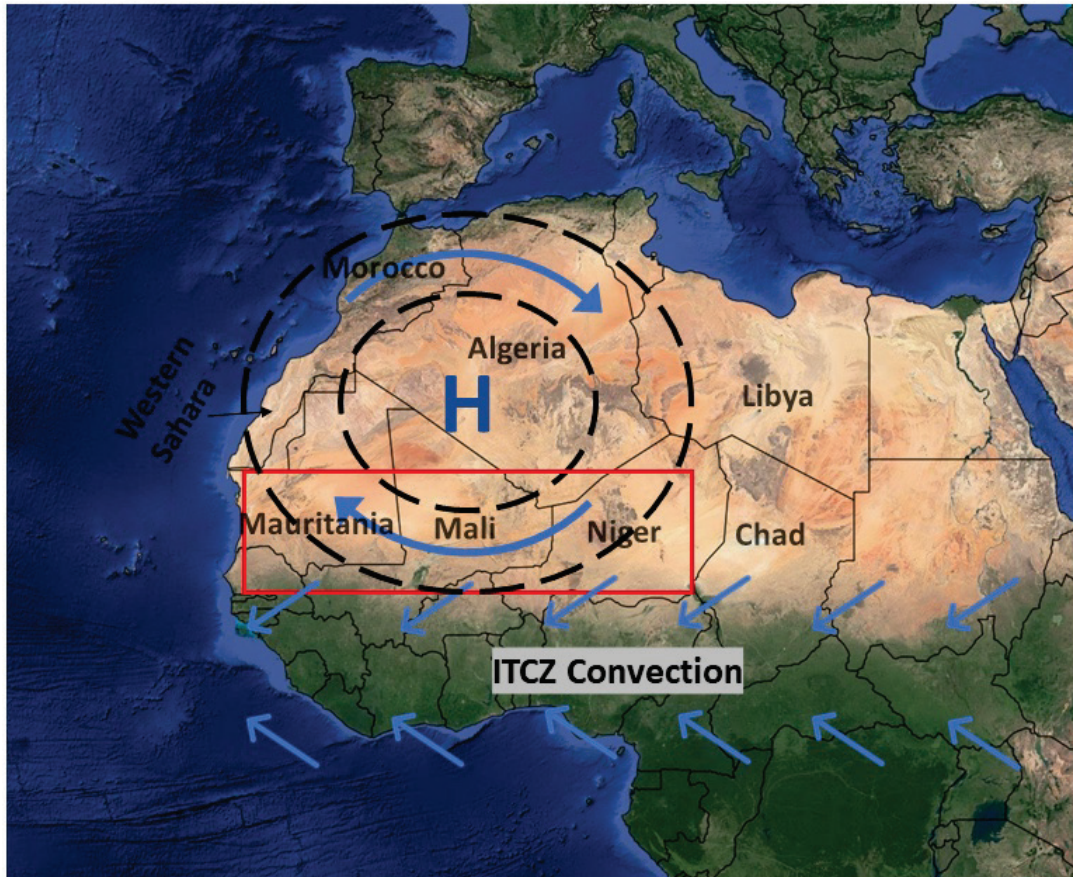 Morocco
Algeria
H
Libya
Western
Sahara
Mauritania
Mali
Niger
Chad
ITCZ Convection